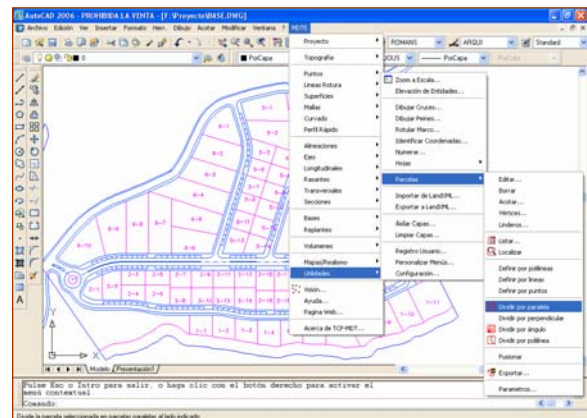 AutoCAD 2006 - PROHIBIDA LA VENTA - [F:\Proyecto\BASE.DWG]
Archivo Edición Ver Insertar Formato Herr. Dibujo Acotar Modificar Ventana ? MDT5
ROMANS ARQUI Standard
0 PorCapa PorCapa PorColor
Proyecto
Topografía
Puntos
Líneas Rotura
Superficies
Mallas
Curvado
Perfil Rápido
Alineaciones
Ejes
Longitudinales
Rasantes
Transversales
Secciones
Bases
Replanteo
Volumenes
Mapas/Realismo
Utilidades
Visión...
Ayuda...
Pagina Web...
Acerca de TCP-MDT...
Zoom a Escala...
Elevación de Entidades...
Dibujar Cruces...
Dibujar Peines...
Rotular Marco...
Identificar Coordenadas...
Numerar...
Hojas
Parcelas
Importar de LandXML...
Exportar a LandXML...
Aislar Capas...
Limpiar Capas...
Registro Usuario...
Personalizar Menús...
Configuración...
Editar...
Borrar
Acotar...
Vértices...
Linderos...
Listar...
Localizar
Definir por polilíneas
Definir por líneas
Definir por puntos
Dividir por paralela
Dividir por perpendicular
Dividir por ángulo
Dividir por polilínea
Fusionar
Exportar...
Parametros...
Y
X
Modelo Presentación1
Pulse Esc o Intro para salir, o haga clic con el botón derecho para activar el
menú contextual.
Comando:
Divide la parcela seleccionada en parcelas paralelas al lado indicado